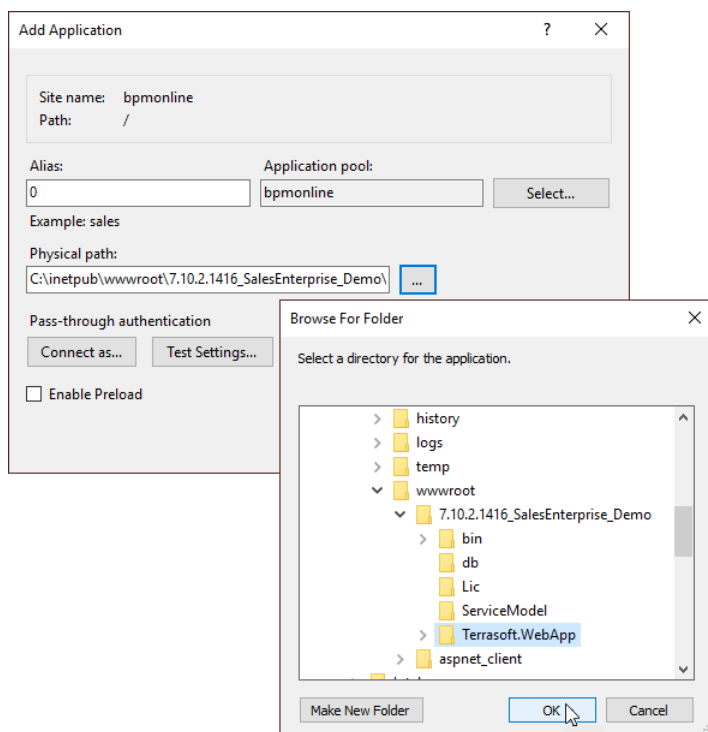 Add Application
?
Site name: bpmonline
Path: /
Alias:
Application pool:
0
bpmonline
Select...
Example: sales
Physical path:
C:\inetpub\wwwroot\7.10.2.1416_SalesEnterprise_Demo\
...
Pass-through authentication
Connect as...
Test Settings...
Enable Preload
Browse For Folder
Select a directory for the application.
history
logs
temp
wwwroot
7.10.2.1416_SalesEnterprise_Demo
bin
db
Lic
ServiceModel
Terrasoft.WebApp
aspnet_client
Make New Folder
OK
Cancel